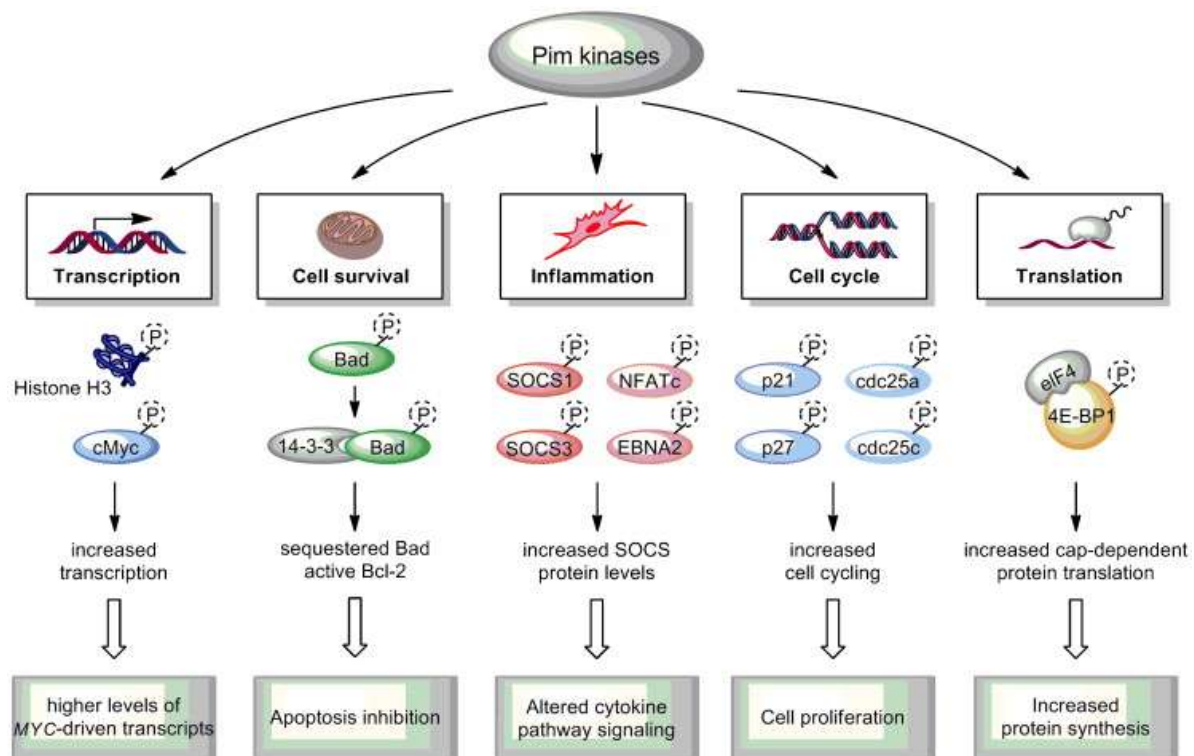 Pim kinases
Transcription
Cell survival
Inflammation
Cell cycle
Translation
P
Histone H3
P
cMyc
increased
transcription
higher levels of
MYC-driven transcripts
P
Bad
P
14-3-3
Bad
sequestered Bad
active Bcl-2
Apoptosis inhibition
P
SOCS1
P
NFATc
P
SOCS3
P
EBNA2
increased SOCS
protein levels
Altered cytokine
pathway signaling
P
p21
P
cdc25a
P
p27
P
cdc25c
increased
cell cycling
Cell proliferation
eIF4
P
4E-BP1
increased cap-dependent
protein translation
Increased
protein synthesis